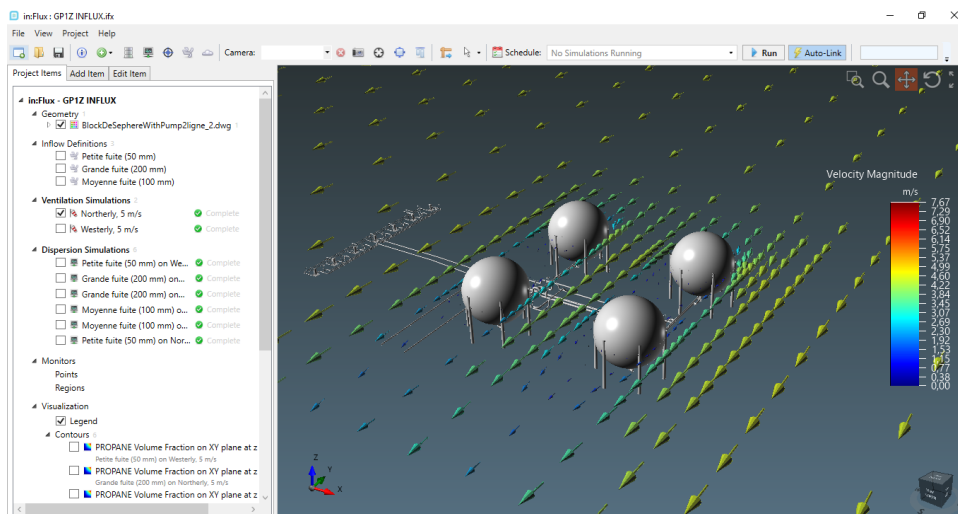 in:Flux : GP1Z INFLUX.ifx
File View Project Help
Camera:
Schedule: No Simulations Running
Run
Auto-Link
Project Items Add Item Edit Item
in:Flux - GP1Z INFLUX
Geometry 1
BlockDeSephereWithPump2ligne_2.dwg 1
Inflow Definitions 3
Petite fuite (50 mm)
Grande fuite (200 mm)
Moyenne fuite (100 mm)
Ventilation Simulations 2
Northerly, 5 m/s Complete
Westerly, 5 m/s Complete
Dispersion Simulations 6
Petite fuite (50 mm) on We... Complete
Grande fuite (200 mm) on... Complete
Grande fuite (200 mm) on... Complete
Moyenne fuite (100 mm) o... Complete
Moyenne fuite (100 mm) o... Complete
Petite fuite (50 mm) on Nor... Complete
Monitors
Points
Regions
Visualization
Legend
Contours 6
PROPANE Volume Fraction on XY plane at z
Petite fuite (50 mm) on Westerly, 5 m/s
PROPANE Volume Fraction on XY plane at z
Grande fuite (200 mm) on Northerly, 5 m/s
PROPANE Volume Fraction on XY plane at z
Velocity Magnitude
m/s
7,67
7,29
6,90
6,52
6,14
5,75
5,37
4,99
4,60
4,22
3,84
3,45
3,07
2,69
2,30
1,92
1,53
1,15
0,77
0,38
0,00
Z
Y
X